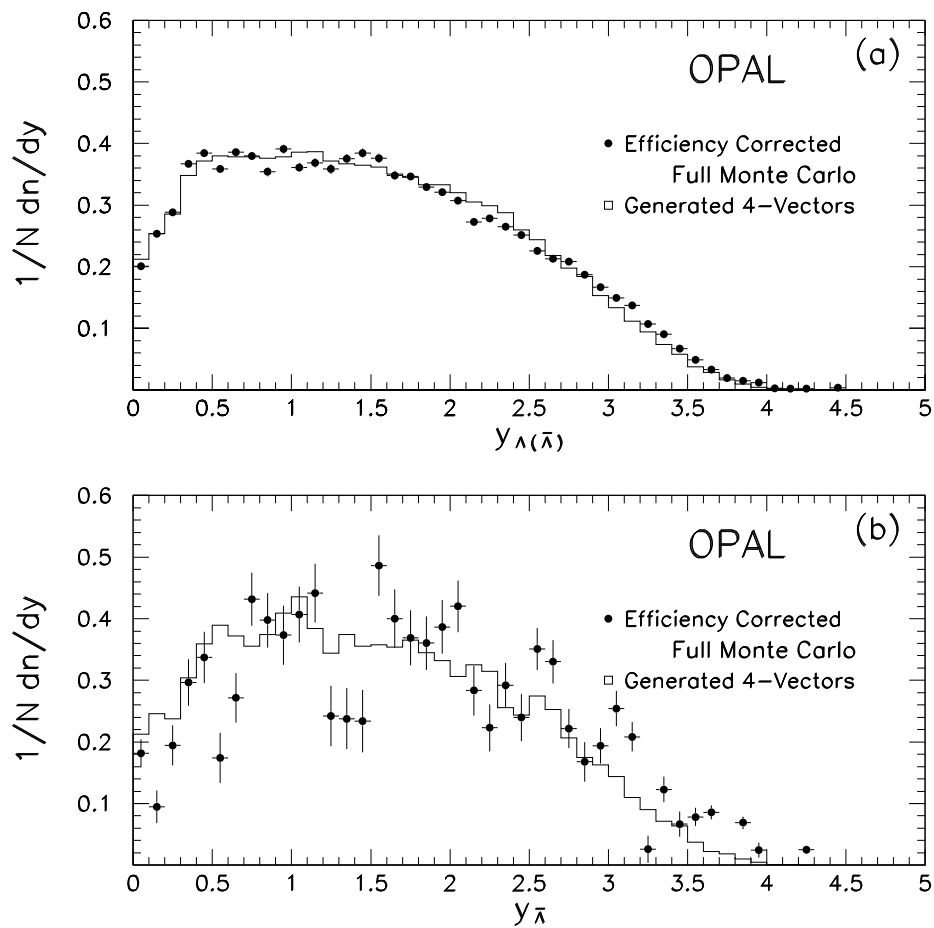 0.6
(a)
OPAL
0.5
0.4
Efficiency Corrected
Full Monte Carlo
0.3
Generated 4-Vectors
0.2
0.1
1/N dn/dy
0 0.5 1 1.5 2 2.5 3 3.5 4 4.5 5
y Λ(Λ̄)
0.6
(b)
OPAL
0.5
0.4
Efficiency Corrected
Full Monte Carlo
0.3
Generated 4-Vectors
0.2
0.1
1/N dn/dy
0 0.5 1 1.5 2 2.5 3 3.5 4 4.5 5
y Λ̄